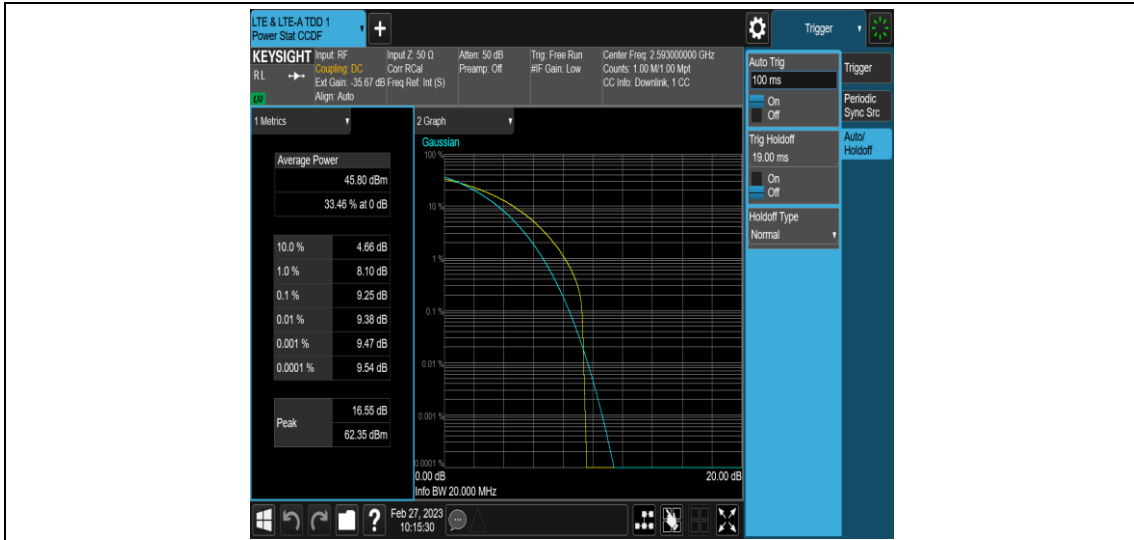 LTE & LTE-A TDD 1
Power Stat CCDF
Trigger
KEYSIGHT
R L
LXI
Input: RF
Coupling: DC
Ext Gain: -35.67 dB
Align: Auto
Input Z: 50 Ω
Corr RCal
Freq Ref: Int (S)
Atten: 50 dB
Preamp: Off
Trig: Free Run
#IF Gain: Low
Center Freq: 2.593000000 GHz
Counts: 1.00 M/1.00 Mpt
CC Info: Downlink, 1 CC
1 Metrics
Average Power
45.80 dBm
33.46 % at 0 dB
10.0 % 4.66 dB
1.0 % 8.10 dB
0.1 % 9.25 dB
0.01 % 9.38 dB
0.001 % 9.47 dB
0.0001 % 9.54 dB
Peak
16.55 dB
62.35 dBm
2 Graph
Gaussian
100 %
10 %
1 %
0.1 %
0.01 %
0.001 %
0.0001 %
0.00 dB 20.00 dB
Info BW 20.000 MHz
Auto Trig
100 ms
On
Off
Trig Holdoff
19.00 ms
On
Off
Holdoff Type
Normal
Trigger
Periodic
Sync Src
Auto/
Holdoff
?
Feb 27, 2023
10:15:30